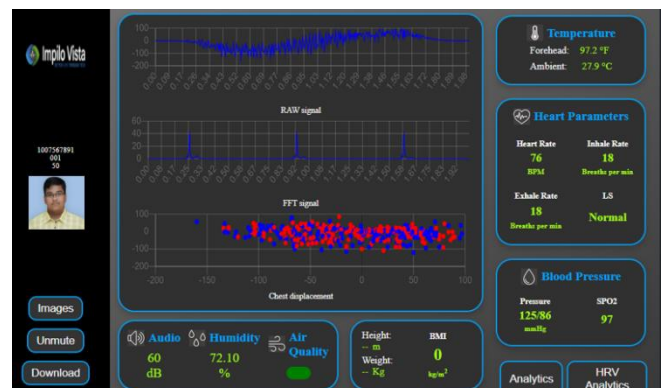 Impilo Vista
1007567891
001
50
Images
Unmute
Download
100
0
-100
-200
RAW signal
60
40
20
0
FFT signal
100
0
-100
-200
-200
-150
-100
-50
0
50
100
Chest displacement
Audio
60
dB
Humidity
72.10
%
Air
Quality
Height:
-- m
Weight:
-- Kg
BMI
0
kg/m²
Temperature
Forehead: 97.2 °F
Ambient: 27.9 °C
Heart Parameters
Heart Rate
76
BPM
Inhale Rate
18
Breaths per min
Exhale Rate
18
Breaths per min
LS
Normal
Blood Pressure
Pressure
125/86
mmHg
SPO2
97
Analytics
HRV
Analytics